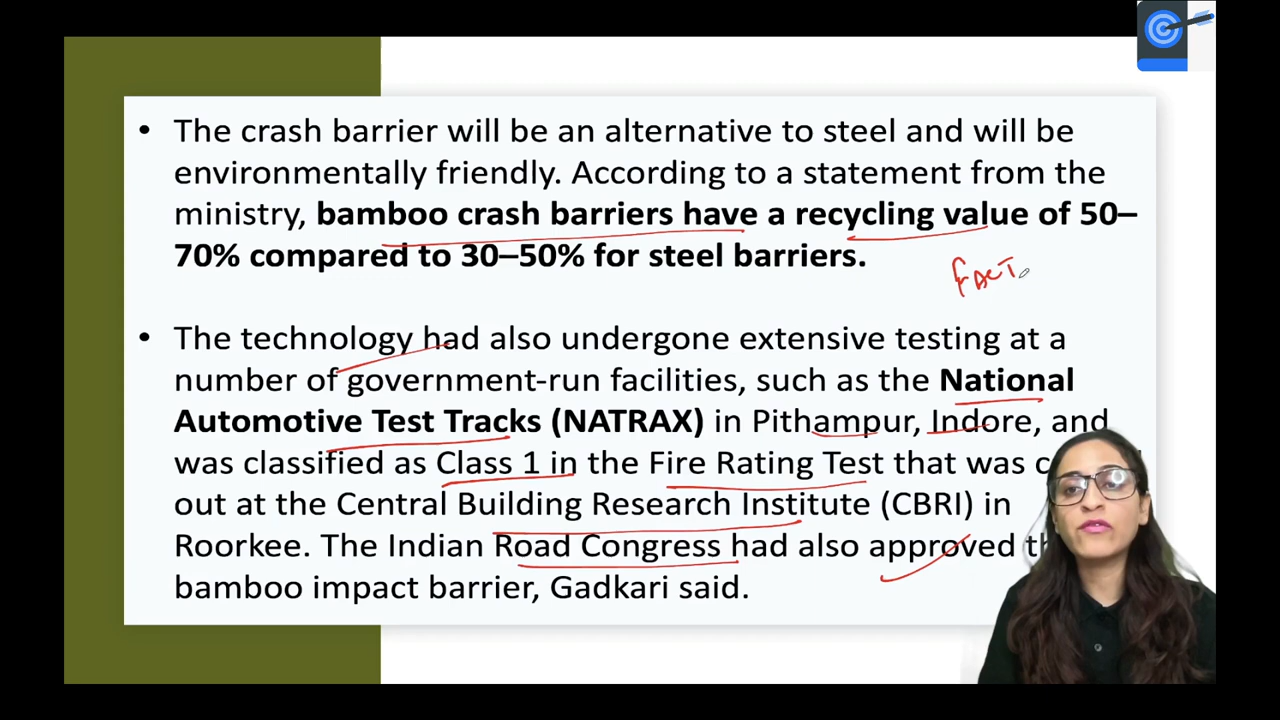 • The crash barrier will be an alternative to steel and will be
environmentally friendly. According to a statement from the
ministry, bamboo crash barriers have a recycling value of 50–
70% compared to 30–50% for steel barriers.
FACT
• The technology had also undergone extensive testing at a
number of government-run facilities, such as the National
Automotive Test Tracks (NATRAX) in Pithampur, Indore, and
was classified as Class 1 in the Fire Rating Test that was
out at the Central Building Research Institute (CBRI) in
Roorkee. The Indian Road Congress had also approved
bamboo impact barrier, Gadkari said.